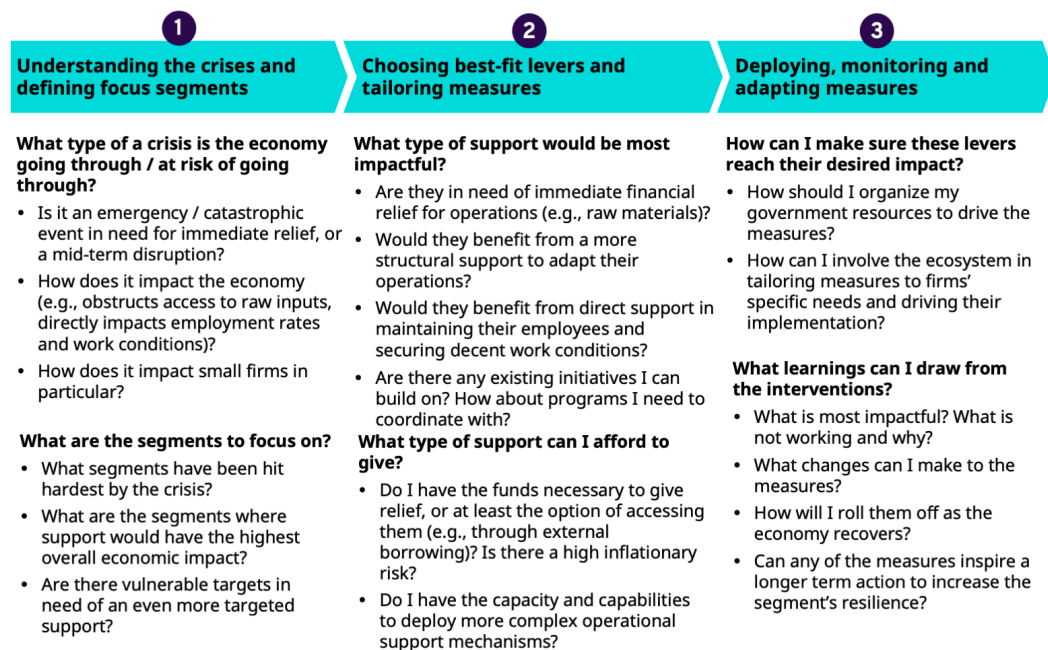 1
Understanding the crises and
defining focus segments
What type of a crisis is the economy
going through / at risk of going
through?
• Is it an emergency / catastrophic
event in need for immediate relief, or
a mid-term disruption?
• How does it impact the economy
(e.g., obstructs access to raw inputs,
directly impacts employment rates
and work conditions)?
• How does it impact small firms in
particular?
What are the segments to focus on?
• What segments have been hit
hardest by the crisis?
• What are the segments where
support would have the highest
overall economic impact?
• Are there vulnerable targets in
need of an even more targeted
support?
2
Choosing best-fit levers and
tailoring measures
What type of support would be most
impactful?
• Are they in need of immediate financial
relief for operations (e.g., raw materials)?
• Would they benefit from a more
structural support to adapt their
operations?
• Would they benefit from direct support in
maintaining their employees and
securing decent work conditions?
• Are there any existing initiatives I can
build on? How about programs I need to
coordinate with?
What type of support can I afford to
give?
• Do I have the funds necessary to give
relief, or at least the option of accessing
them (e.g., through external
borrowing)? Is there a high inflationary
risk?
• Do I have the capacity and capabilities
to deploy more complex operational
support mechanisms?
3
Deploying, monitoring and
adapting measures
How can I make sure these levers
reach their desired impact?
• How should I organize my
government resources to drive the
measures?
• How can I involve the ecosystem in
tailoring measures to firms’
specific needs and driving their
implementation?
What learnings can I draw from
the interventions?
• What is most impactful? What is
not working and why?
• What changes can I make to the
measures?
• How will I roll them off as the
economy recovers?
• Can any of the measures inspire a
longer term action to increase the
segment’s resilience?